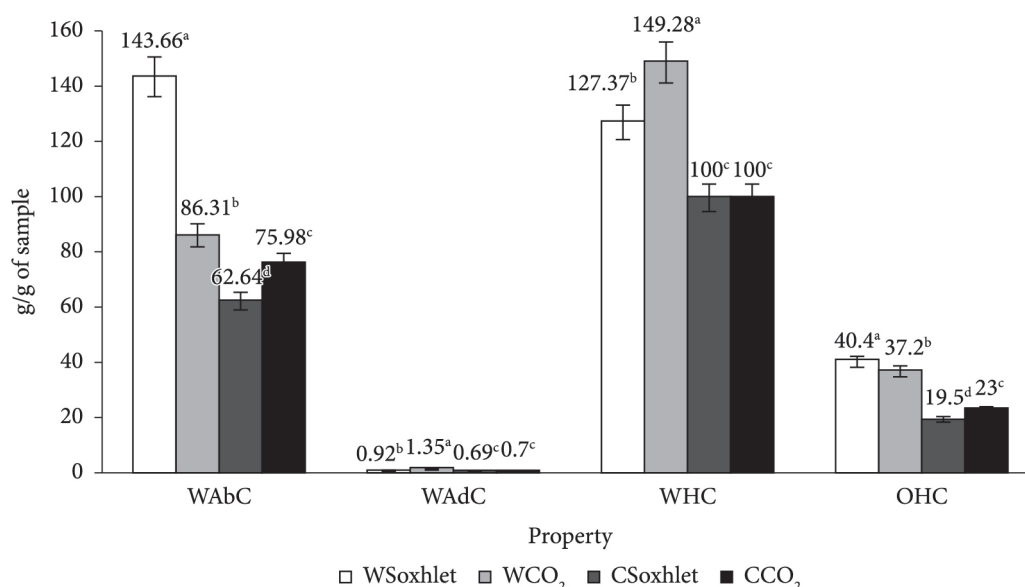 g/g of sample
160
140
120
100
80
60
40
20
0
143.66ᵃ
86.31ᵇ
62.64ᵈ
75.98ᶜ
0.92ᵇ
1.35ᵃ
0.69ᶜ
0.7ᶜ
127.37ᵇ
149.28ᵃ
100ᶜ
100ᶜ
40.4ᵃ
37.2ᵇ
19.5ᵈ
23ᶜ
WAbC WAdC WHC OHC
Property
WSoxhlet WCO₂ CSoxhlet CCO₂